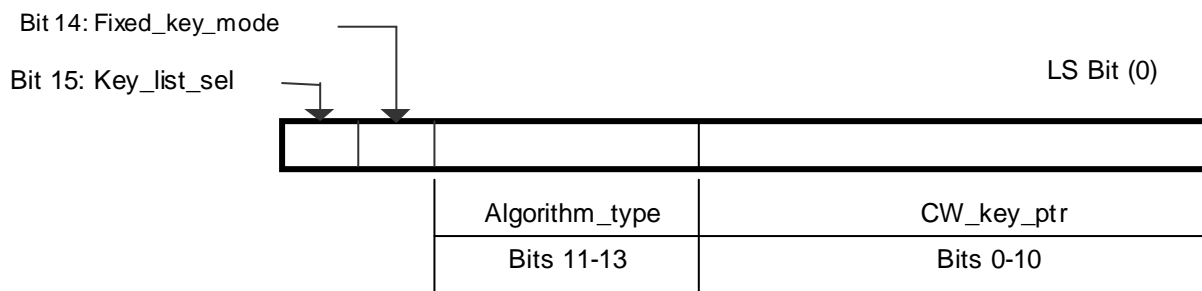 Bit 14: Fixed_key_mode
Bit 15: Key_list_sel
LS Bit (0)
Algorithm_type
CW_key_ptr
Bits 11-13
Bits 0-10